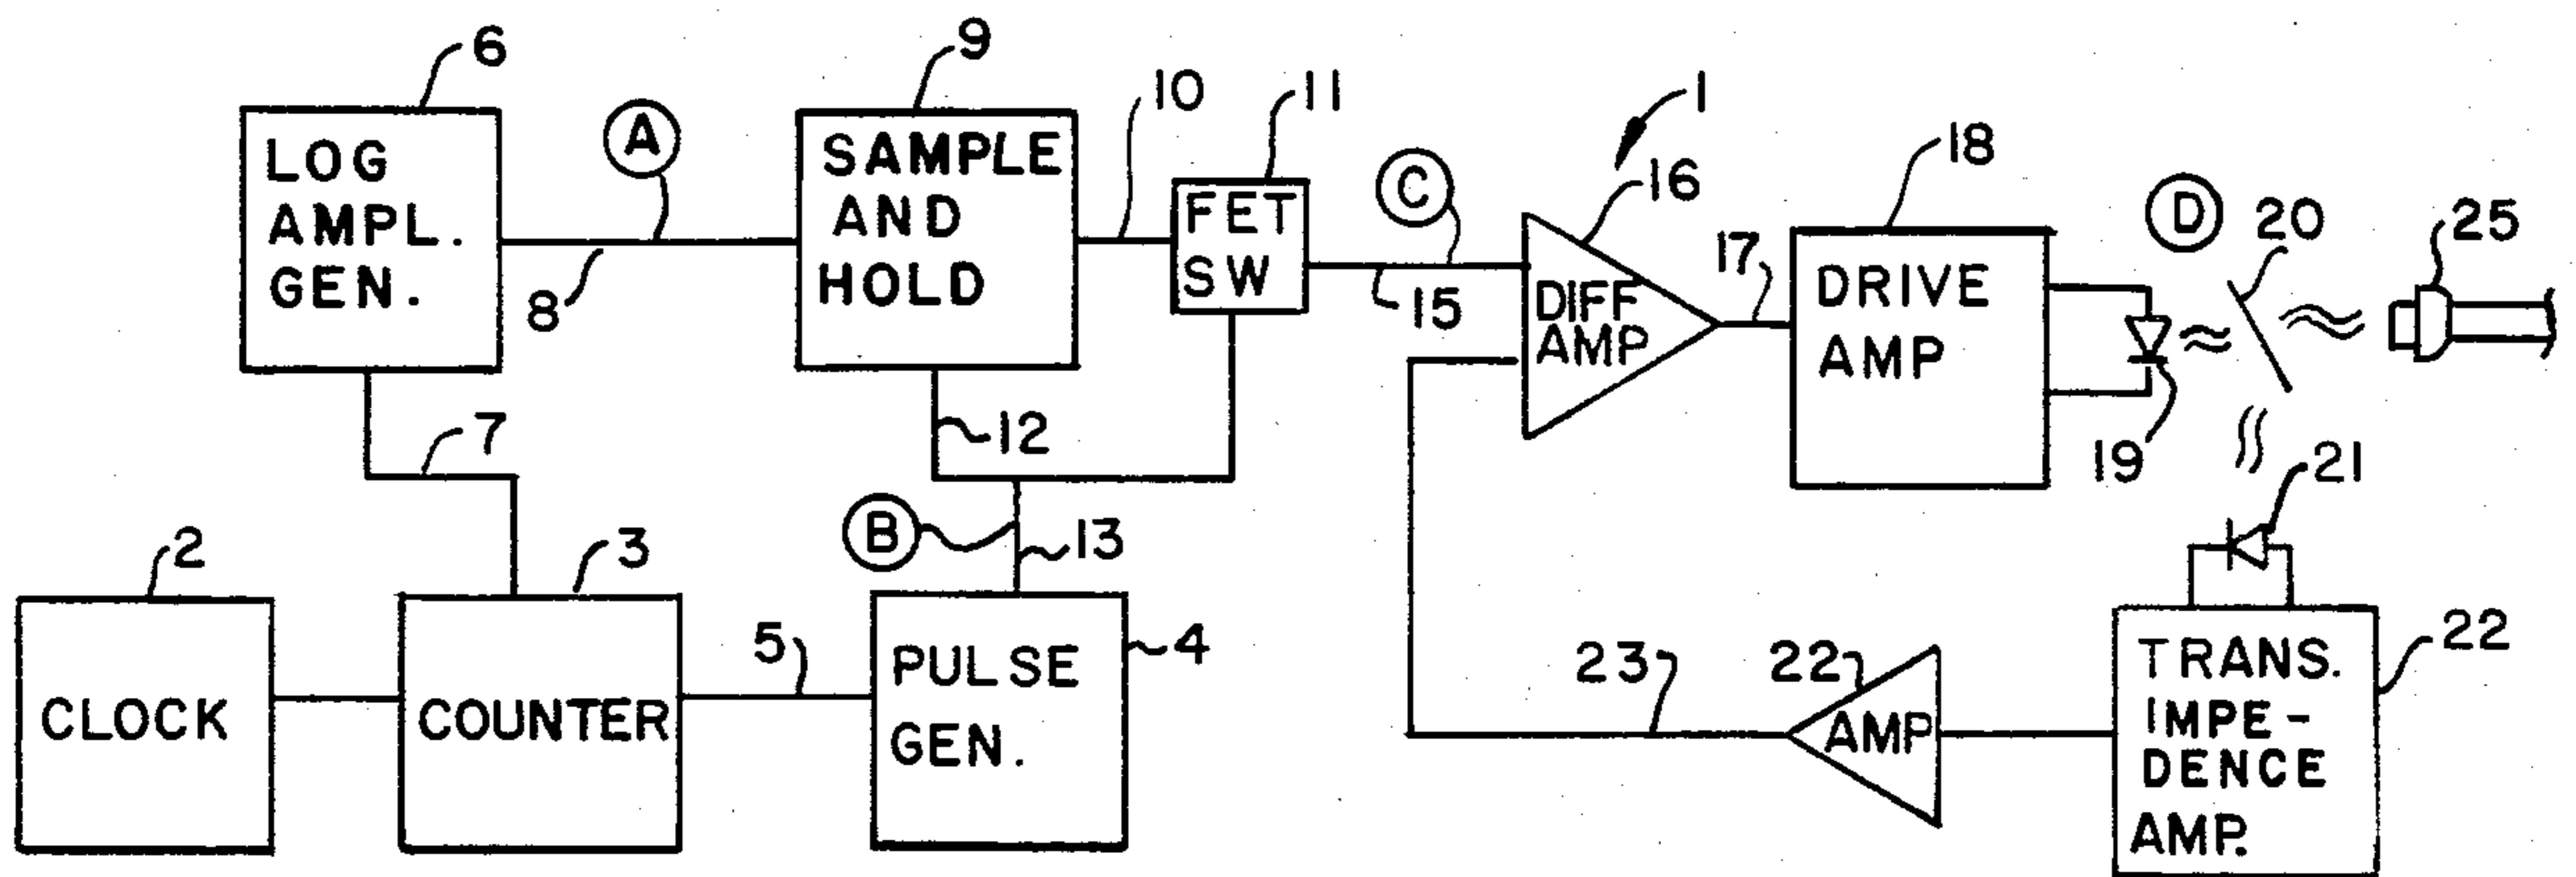 6
9
10
11
1
A
C
18
D
20
25
LOG
AMPL.
GEN.
SAMPLE
AND
HOLD
FET
SW
16
DIFF
AMP
17
DRIVE
AMP
8
15
19
7
12
21
B
13
2
3
CLOCK
COUNTER
5
PULSE
GEN.
4
23
22
AMP
TRANS.
IMPE-
DENCE
AMP.
22